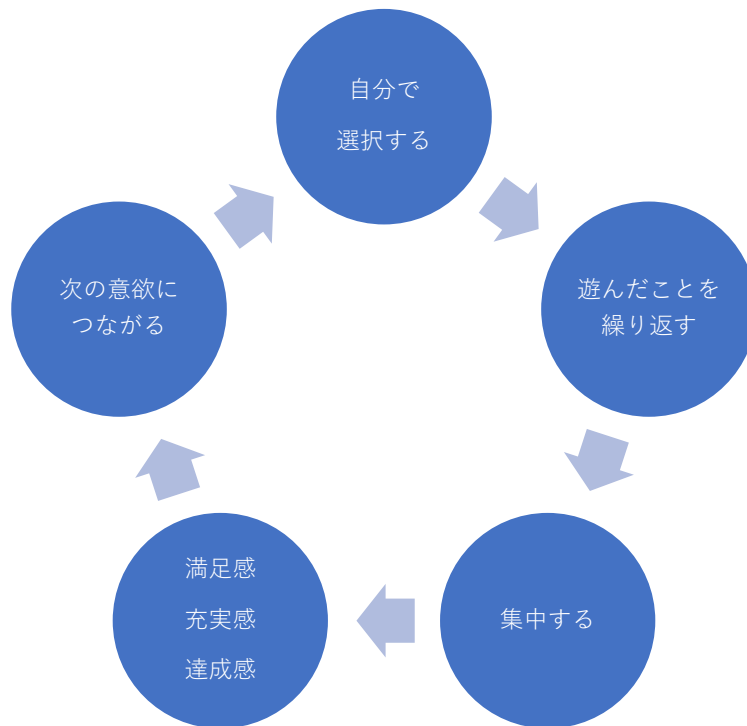 自分で
選択する
遊んだことを
繰り返す
集中する
満足感
充実感
達成感
次の意欲に
つながる